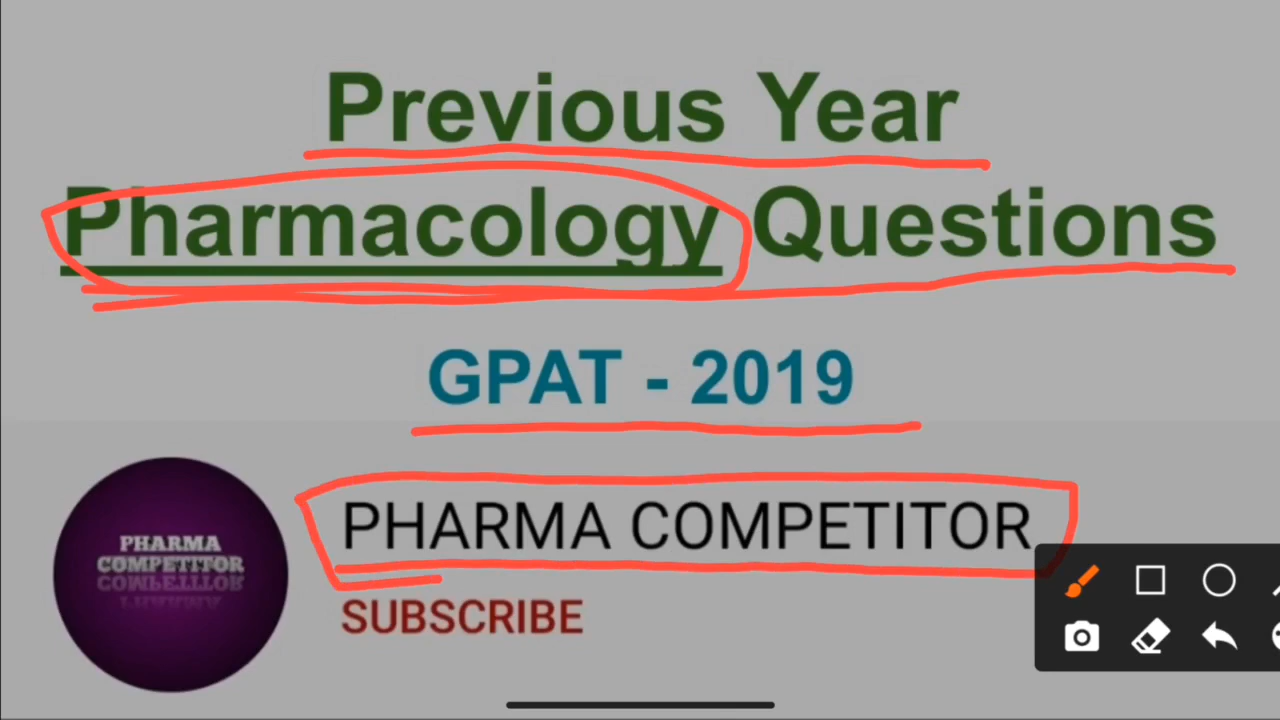 Previous Year
Pharmacology Questions
GPAT - 2019
PHARMA
COMPETITOR
PHARMA COMPETITOR
SUBSCRIBE